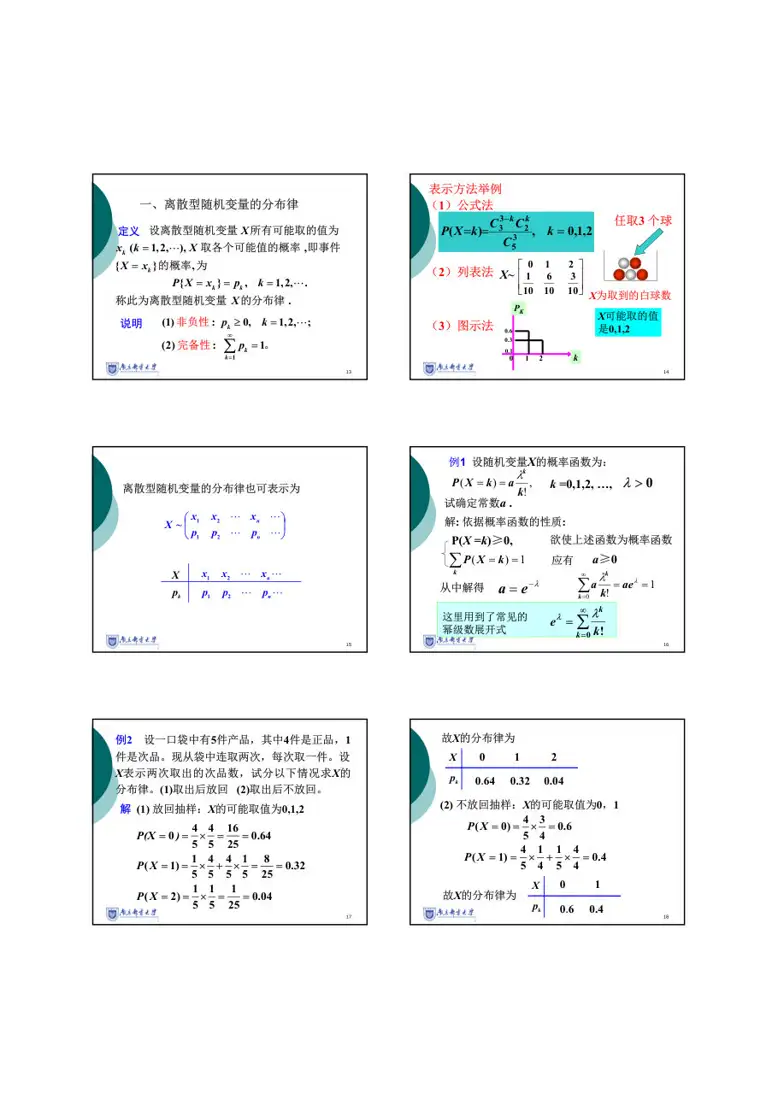 一、离散型随机变量的分布律
定义 设离散型随机变量 X 所有可能取的值为
x_k (k = 1,2,⋯), X 取各个可能值的概率 ,即事件
{X = x_k} 的概率,为
P{X = x_k} = p_k , k = 1,2,⋯.
称此为离散型随机变量 X 的分布律 .
说明 (1) 非负性 : p_k ≥ 0, k = 1,2,⋯;
(2) 完备性 : ∑_{k=1}^{∞} p_k = 1。
13
表示方法举例
（1）公式法
P(X=k)= C_3^{3-k} C_2^k / C_5^3 , k = 0,1,2
任取3 个球
（2）列表法 X~ [ 0 1 2
1/10 6/10 3/10 ]
X为取到的白球数
（3）图示法
P_K
0.6
0.3
0.1
0 1 2 k
X可能取的值
是0,1,2
南京邮电大学
14
离散型随机变量的分布律也可表示为
X ~ ( x_1 x_2 ⋯ x_n ⋯
p_1 p_2 ⋯ p_n ⋯ )
X x_1 x_2 ⋯ x_n ⋯
p_k p_1 p_2 ⋯ p_n ⋯
15
例1 设随机变量X的概率函数为：
P(X = k) = a λ^k / k! , k =0,1,2, …, λ > 0
试确定常数a .
解: 依据概率函数的性质:
P(X =k)≥0, 欲使上述函数为概率函数
∑_k P(X = k) = 1 应有 a≥0
从中解得 a = e^{-λ} ∑_{k=0}^{∞} a λ^k / k! = ae^λ = 1
这里用到了常见的
幂级数展开式 e^λ = ∑_{k=0}^{∞} λ^k / k!
16
例2 设一口袋中有5件产品，其中4件是正品，1
件是次品。现从袋中连取两次，每次取一件。设
X表示两次取出的次品数，试分以下情况求X的
分布律。(1)取出后放回 (2)取出后不放回。
解 (1) 放回抽样：X的可能取值为0,1,2
P(X = 0) = 4/5 × 4/5 = 16/25 = 0.64
P(X = 1) = 1/5 × 4/5 + 4/5 × 1/5 = 8/25 = 0.32
P(X = 2) = 1/5 × 1/5 = 1/25 = 0.04
17
故X的分布律为
X 0 1 2
p_k 0.64 0.32 0.04
(2) 不放回抽样：X的可能取值为0，1
P(X = 0) = 4/5 × 3/4 = 0.6
P(X = 1) = 4/5 × 1/4 + 1/5 × 4/4 = 0.4
故X的分布律为
X 0 1
p_k 0.6 0.4
18